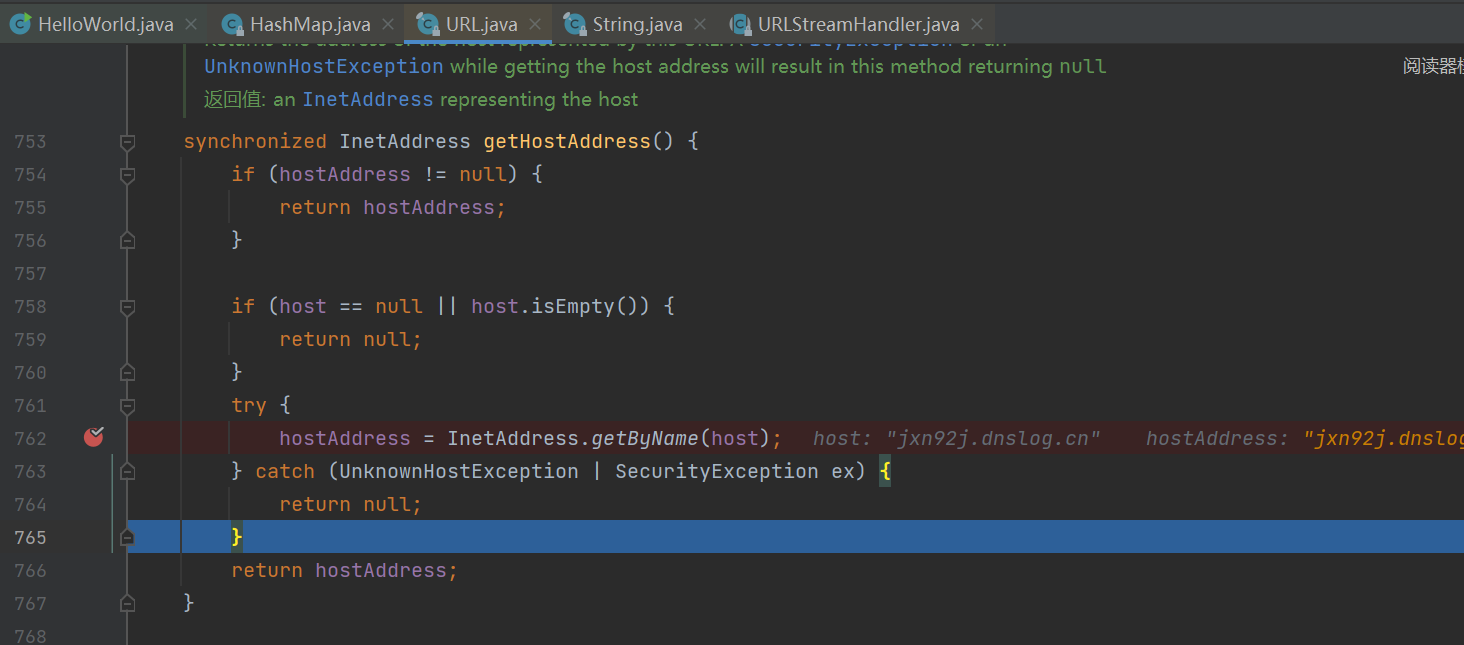 HelloWorld.java HashMap.java URL.java String.java URLStreamHandler.java
UnknownHostException while getting the host address will result in this method returning null
阅读器
返回值: an InetAddress representing the host
753 synchronized InetAddress getHostAddress() {
754 if (hostAddress != null) {
755 return hostAddress;
756 }
757
758 if (host == null || host.isEmpty()) {
759 return null;
760 }
761 try {
762 hostAddress = InetAddress.getByName(host); host: "jxn92j.dnslog.cn" hostAddress: "jxn92j.dnslog
763 } catch (UnknownHostException | SecurityException ex) {
764 return null;
765 }
766 return hostAddress;
767 }
768